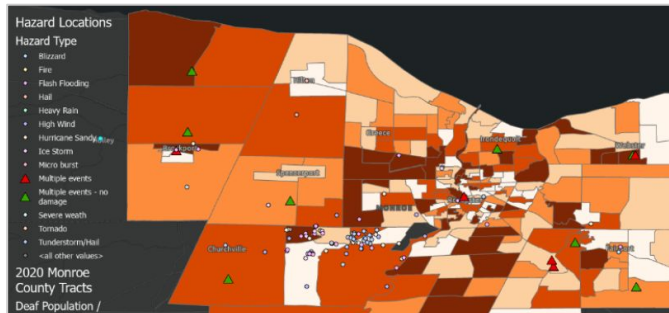 Hazard Locations
Hazard Type
Blizzard
Fire
Flash Flooding
Hail
Heavy Rain
High Wind
Hurricane Sandy
Ice Storm
Micro burst
Multiple events
Multiple events - no
damage
Severe weath
Tornado
Tunderstorm/Hail
<all other values>
2020 Monroe
County Tracts
Deaf Population /
Hilton
Greece
Irondequoit
Webster
Brockport
Spencerport
MONROE
Churchville
Fairport